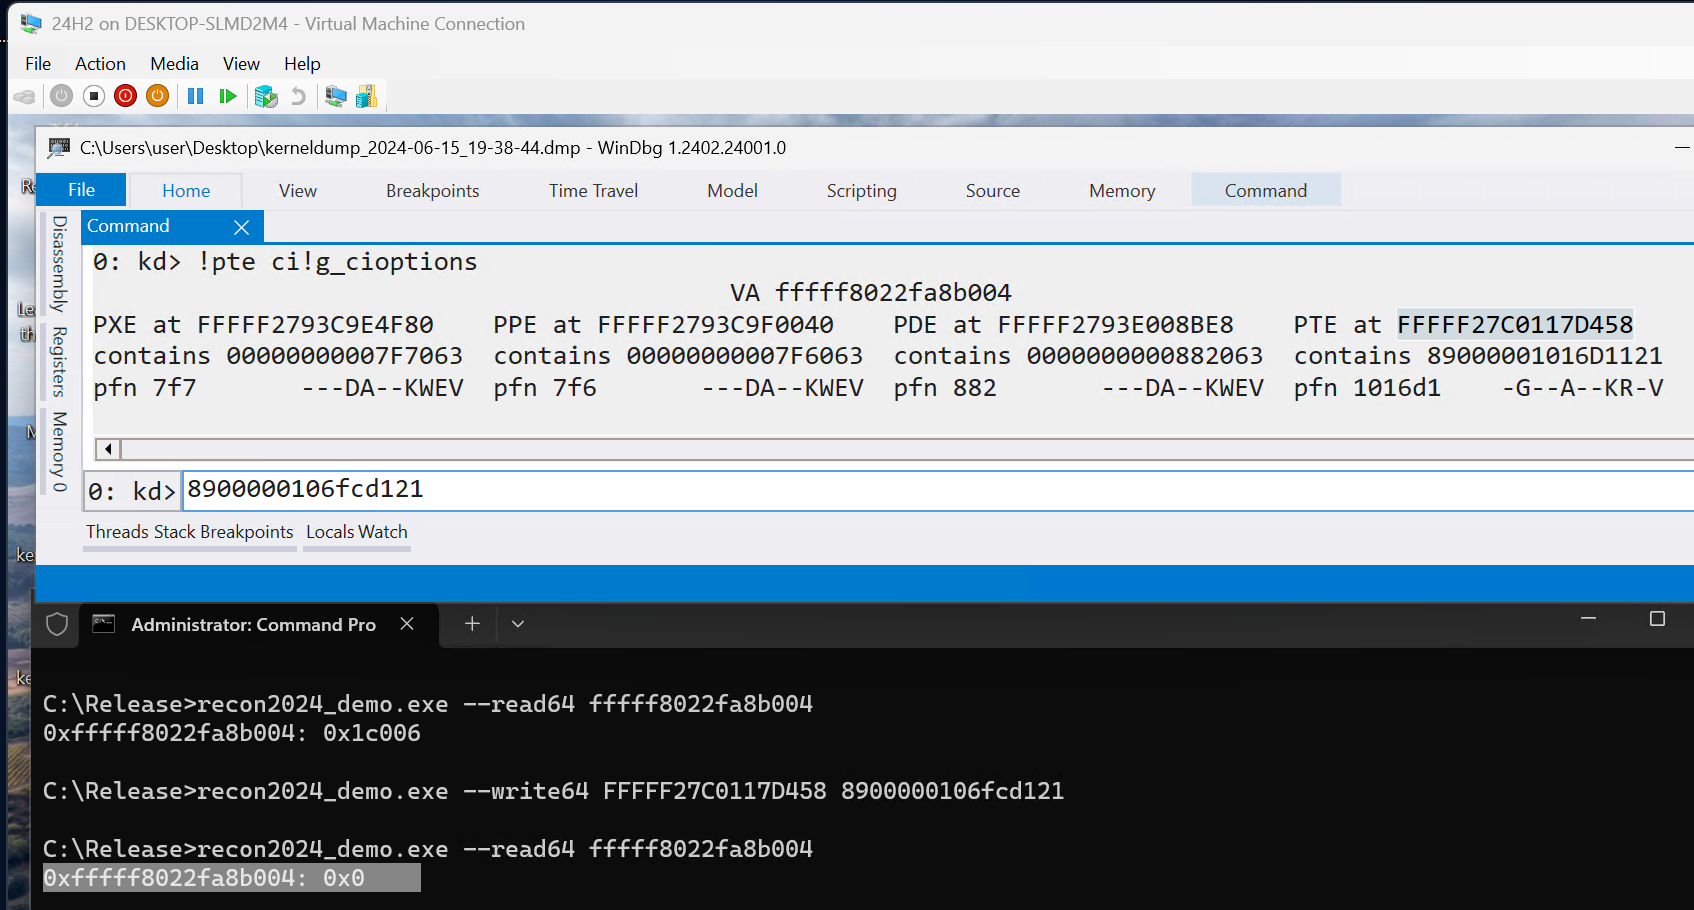 24H2 on DESKTOP-SLMD2M4 - Virtual Machine Connection
File Action Media View Help
C:\Users\user\Desktop\kerneldump_2024-06-15_19-38-44.dmp - WinDbg 1.2402.24001.0
File Home View Breakpoints Time Travel Model Scripting Source Memory Command
Disassembly
Registers
Memory 0
Command
0: kd> !pte ci!g_cioptions
VA fffff8022fa8b004
PXE at FFFFF2793C9E4F80 PPE at FFFFF2793C9F0040 PDE at FFFFF2793E008BE8 PTE at FFFFF27C0117D458
contains 00000000007F7063 contains 00000000007F6063 contains 0000000000882063 contains 89000001016D1121
pfn 7f7 ---DA--KWEV pfn 7f6 ---DA--KWEV pfn 882 ---DA--KWEV pfn 1016d1 -G--A--KR-V
0: kd> 8900000106fcd121
Threads Stack Breakpoints Locals Watch
Administrator: Command Pro
C:\Release>recon2024_demo.exe --read64 fffff8022fa8b004
0xfffff8022fa8b004: 0x1c006
C:\Release>recon2024_demo.exe --write64 FFFFF27C0117D458 8900000106fcd121
C:\Release>recon2024_demo.exe --read64 fffff8022fa8b004
0xfffff8022fa8b004: 0x0